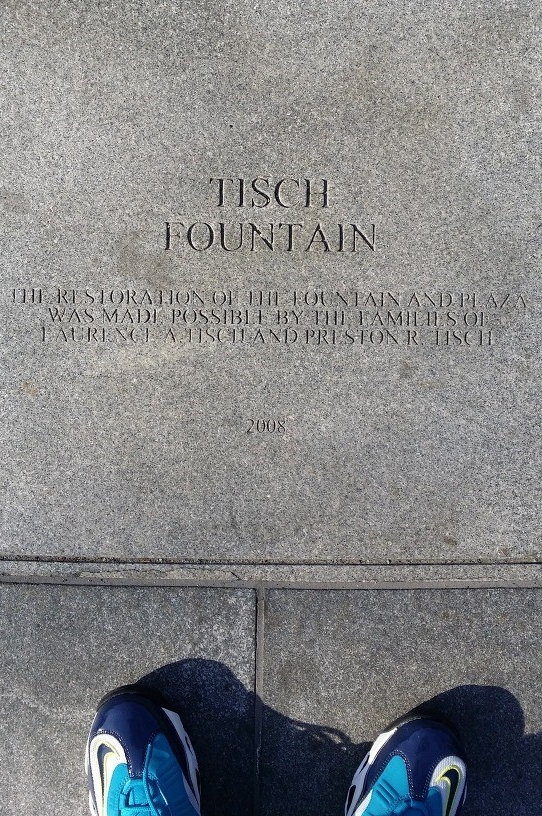 TISCH
FOUNTAIN
THE RESTORATION OF THE FOUNTAIN AND PLAZA
WAS MADE POSSIBLE BY THE FAMILIES OF
LAURENCE A. TISCH AND PRESTON R. TISCH
2008